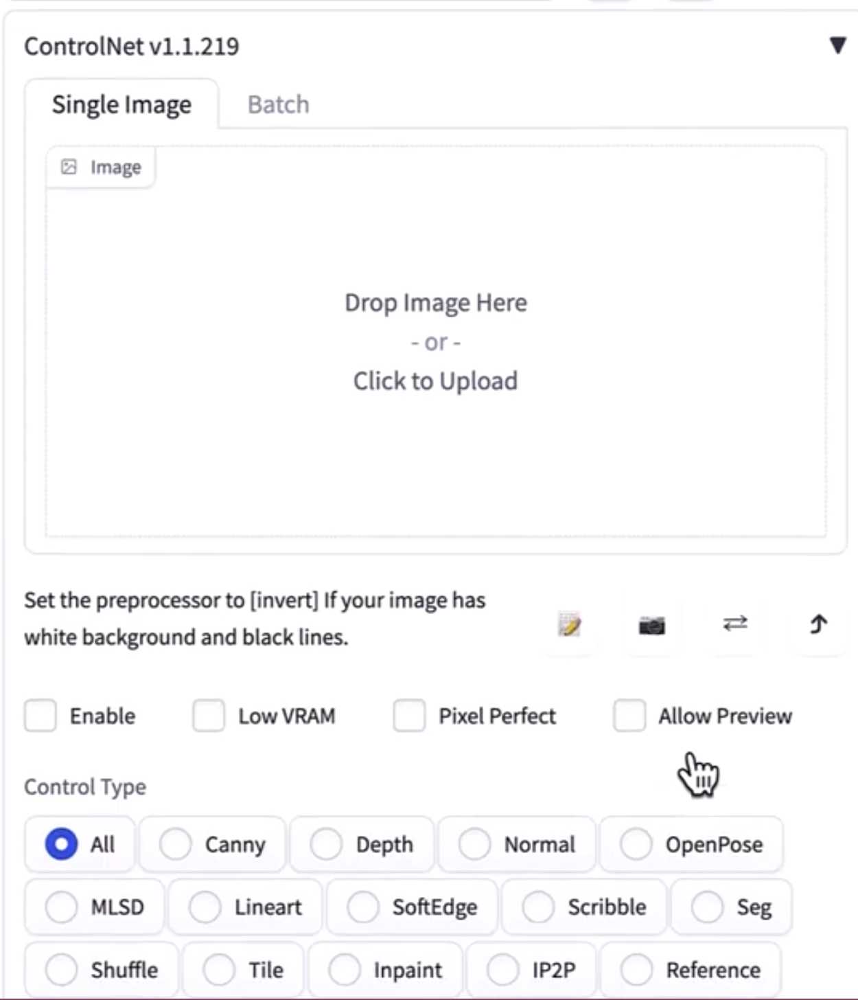 ControlNet v1.1.219
Single Image Batch
Image
Drop Image Here
- or -
Click to Upload
Set the preprocessor to [invert] If your image has
white background and black lines.
Enable Low VRAM Pixel Perfect Allow Preview
Control Type
All Canny Depth Normal OpenPose
MLSD Lineart SoftEdge Scribble Seg
Shuffle Tile Inpaint IP2P Reference